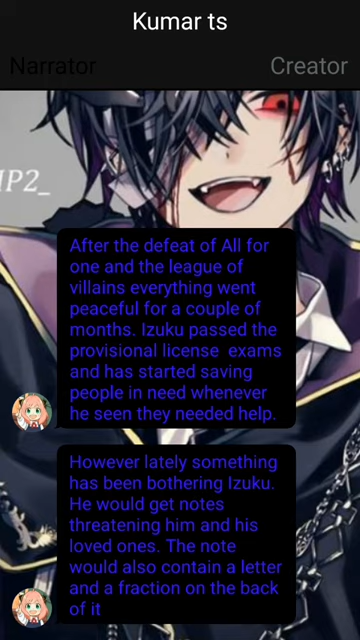 Kumar ts
Narrator
Creator
IP2_
After the defeat of All for
one and the league of
villains everything went
peaceful for a couple of
months. Izuku passed the
provisional license exams
and has started saving
people in need whenever
he seen they needed help.
However lately something
has been bothering Izuku.
He would get notes
threatening him and his
loved ones. The note
would also contain a letter
and a fraction on the back
of it